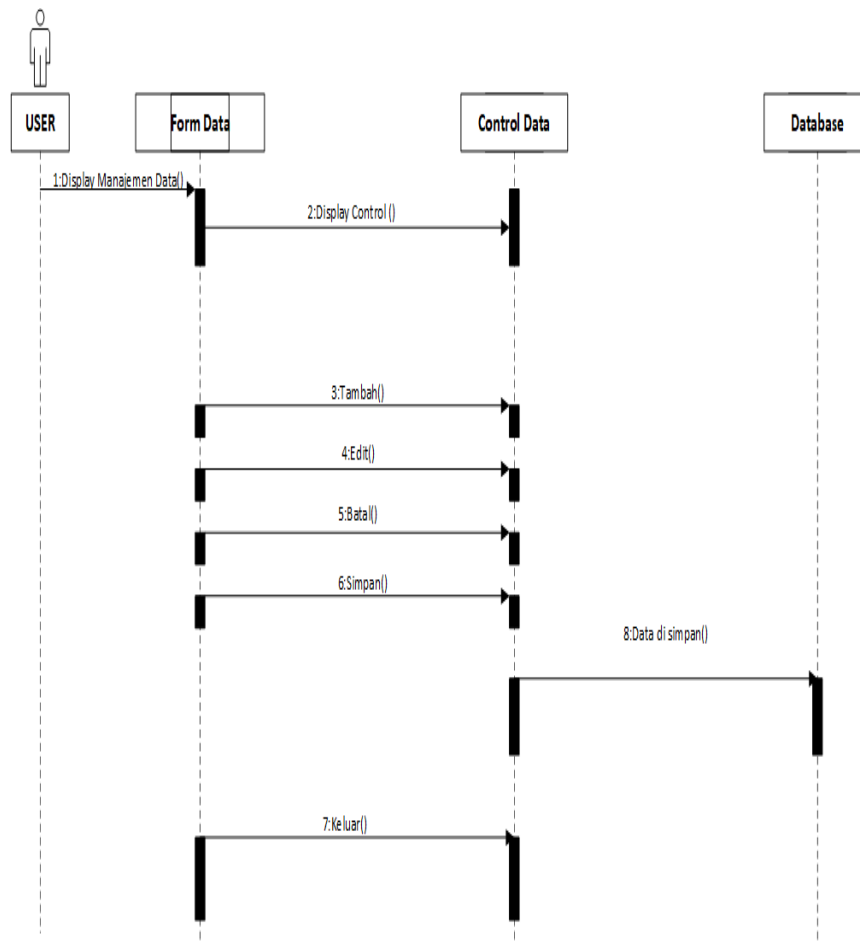 USER
Form Data
Control Data
Database
1:Display Manajemen Data()
2:Display Control ()
3:Tambah()
4:Edit()
5:Batal()
6:Simpan()
8:Data di simpan()
7:Keluar()